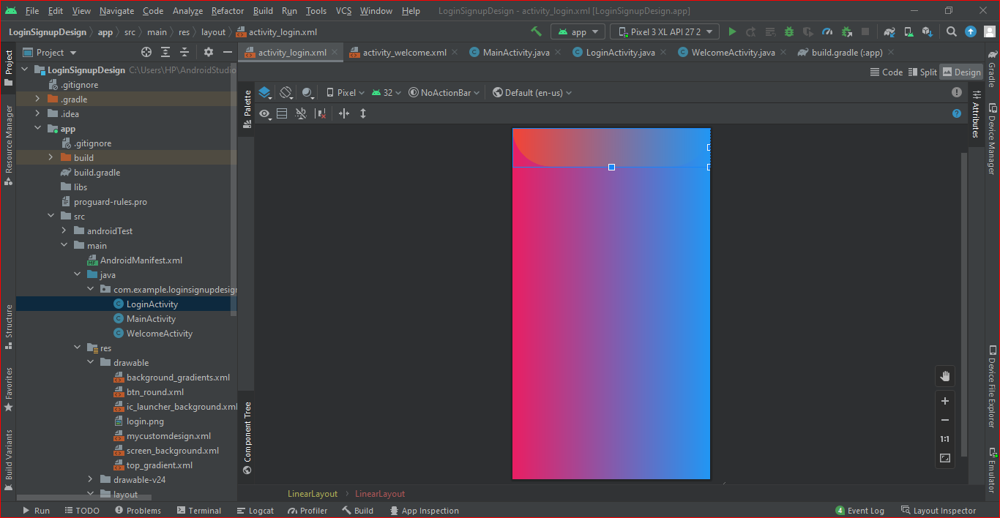 File Edit View Navigate Code Analyze Refactor Build Run Tools VCS Window Help LoginSignupDesign - activity_login.xml [LoginSignupDesign.app]
LoginSignupDesign app src main res layout activity_login.xml app Pixel 3 XL API 27 2
Project activity_login.xml activity_welcome.xml MainActivity.java LoginActivity.java WelcomeActivity.java build.gradle (:app)
Code Split Design
Pixel 32 NoActionBar Default (en-us)
Project
Resource Manager
Structure
Favorites
Build Variants
LoginSignupDesign C:\Users\HP\AndroidStudio
.gitignore
.gradle
.idea
app
.gitignore
build
build.gradle
libs
proguard-rules.pro
src
androidTest
main
MF AndroidManifest.xml
java
com.example.loginsignupdesign
C LoginActivity
C MainActivity
C WelcomeActivity
res
drawable
background_gradients.xml
btn_round.xml
ic_launcher_background.xml
login.png
mycustomdesign.xml
screen_background.xml
top_gradient.xml
drawable-v24
layout
Palette
Component Tree
1:1
Attributes
Gradle
Device Manager
Device File Explorer
Emulator
LinearLayout LinearLayout
Run TODO Problems Terminal Logcat Profiler Build App Inspection 4 Event Log Layout Inspector